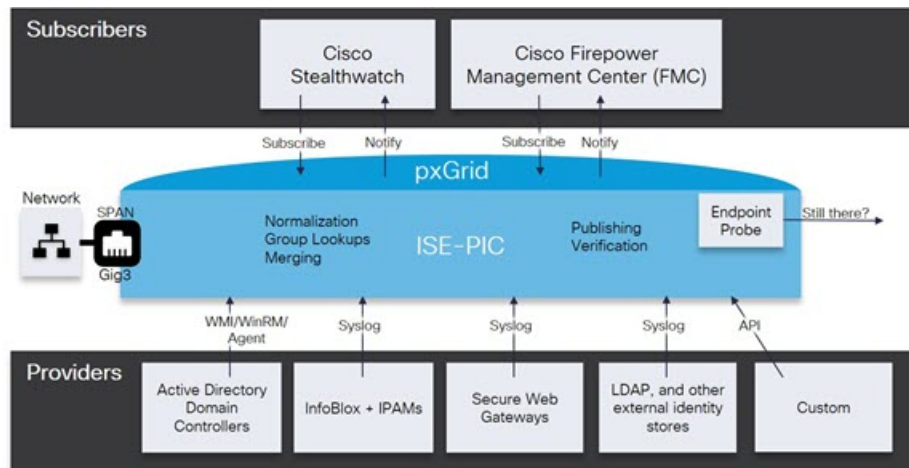 Subscribers
Cisco
Stealthwatch
Cisco Firepower
Management Center (FMC)
Subscribe
Notify
Subscribe
Notify
pxGrid
Network
SPAN
Gig3
Normalization
Group Lookups
Merging
ISE-PIC
Publishing
Verification
Endpoint
Probe
Still there?
WMI/WinRM/
Agent
Syslog
Syslog
Syslog
API
Providers
Active Directory
Domain
Controllers
InfoBlox + IPAMs
Secure Web
Gateways
LDAP, and other
external identity
stores
Custom